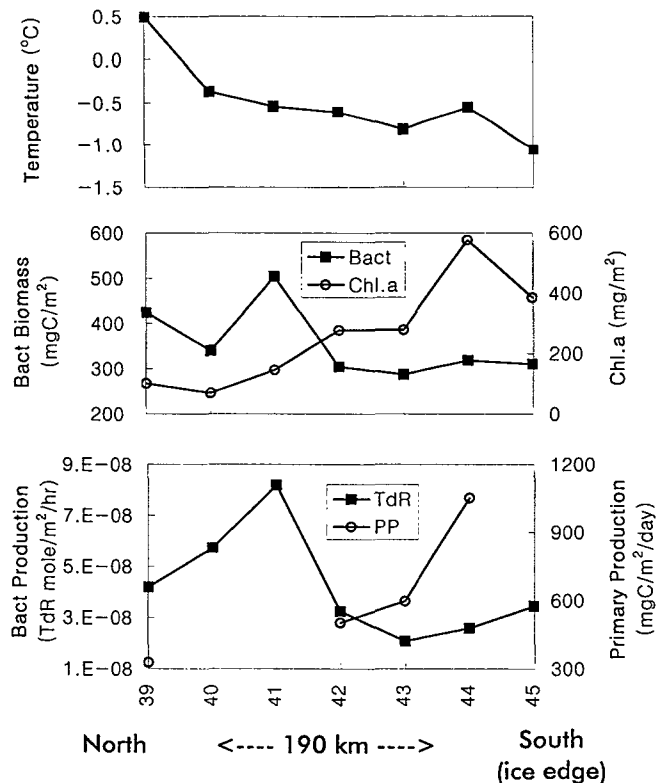 0.5
0.0
−0.5
−1.0
−1.5
Temperature (°C)
600
500
400
300
200
Bact Biomass
(mgC/m²)
Bact
Chl.a
600
400
200
0
Chl.a (mg/m²)
9.E−08
7.E−08
5.E−08
3.E−08
1.E−08
Bact Production
(TdR mole/m²/hr)
TdR
PP
1200
900
600
300
Primary Production
(mgC/m²/day)
39 40 41 42 43 44 45
North <---- 190 km ----> South
(ice edge)